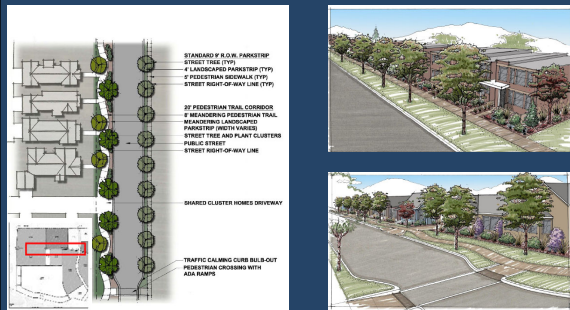 STANDARD 9' R.O.W. PARKSTRIP
STREET TREE (TYP)
4' LANDSCAPED PARKSTRIP (TYP)
5' PEDESTRIAN SIDEWALK (TYP)
STREET RIGHT-OF-WAY LINE (TYP)
20' PEDESTRIAN TRAIL CORRIDOR
8' MEANDERING PEDESTRIAN TRAIL
MEANDERING LANDSCAPED
PARKSTRIP (WIDTH VARIES)
STREET TREE AND PLANT CLUSTERS
PUBLIC STREET
STREET RIGHT-OF-WAY LINE
SHARED CLUSTER HOMES DRIVEWAY
TRAFFIC CALMING CURB BULB-OUT
PEDESTRIAN CROSSING WITH
ADA RAMPS